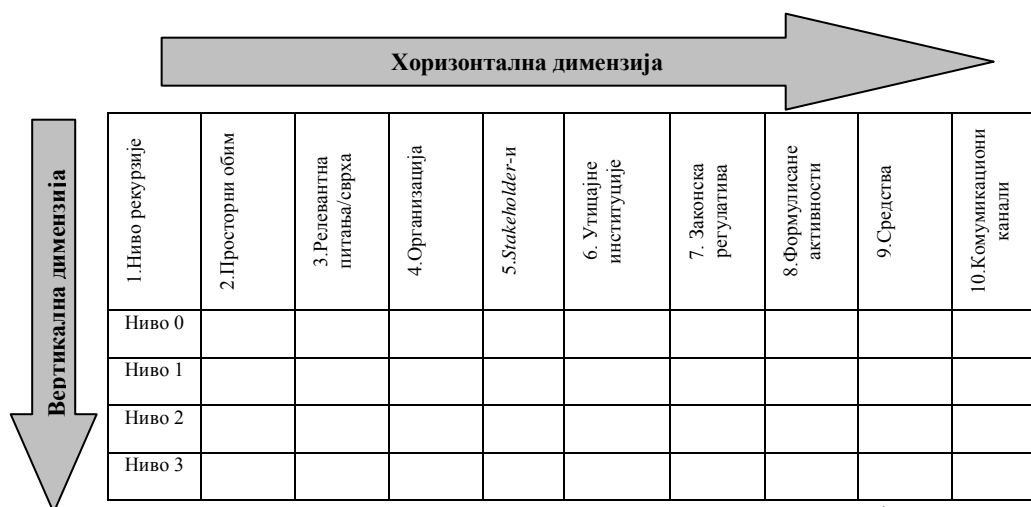 Хоризонтална димензија
Вертикална димензија
1.Ниво рекурзије
2.Просторни обим
3.Релевантна
питања/сврха
4.Организација
5.Stakeholder-и
6. Утицајне
институције
7. Законска
регулатива
8.Формулисане
активности
9.Средства
10.Комумикациони
канали
Ниво 0
Ниво 1
Ниво 2
Ниво 3